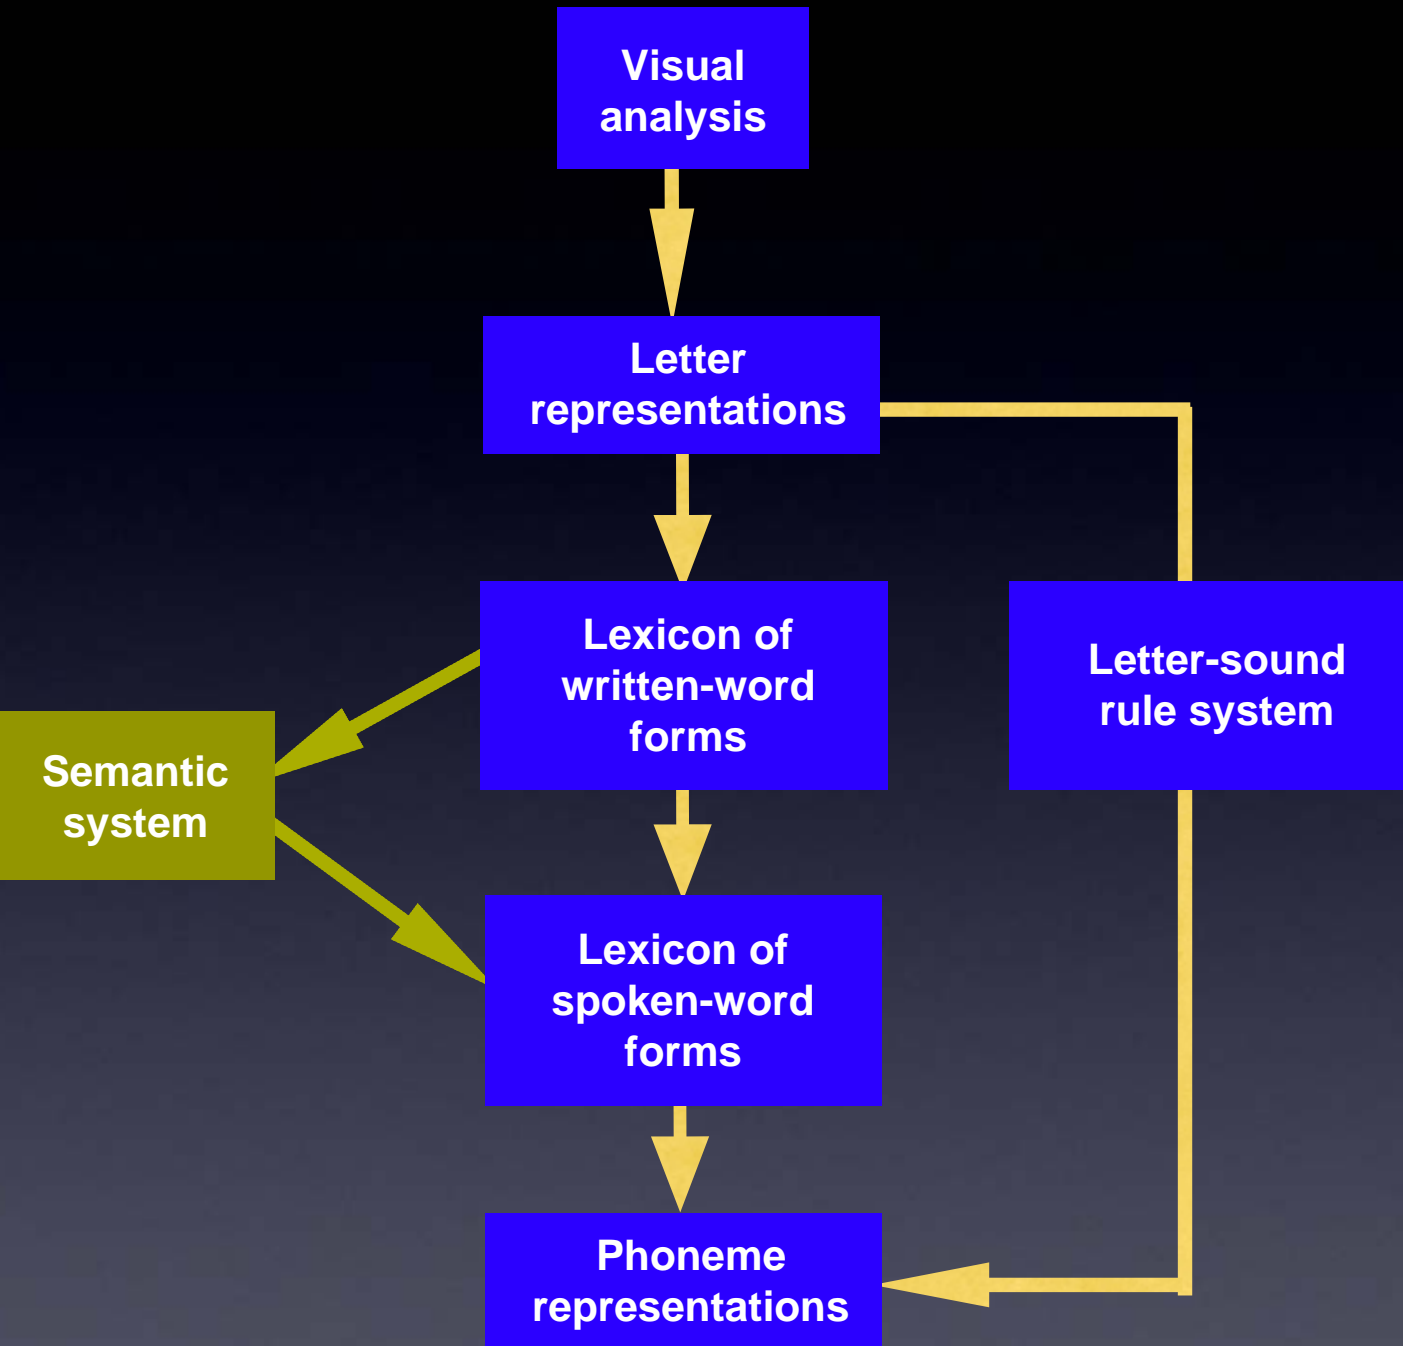 Visual
analysis
Letter
representations
Lexicon of
written-word
forms
Letter-sound
rule system
Semantic
system
Lexicon of
spoken-word
forms
Phoneme
representations